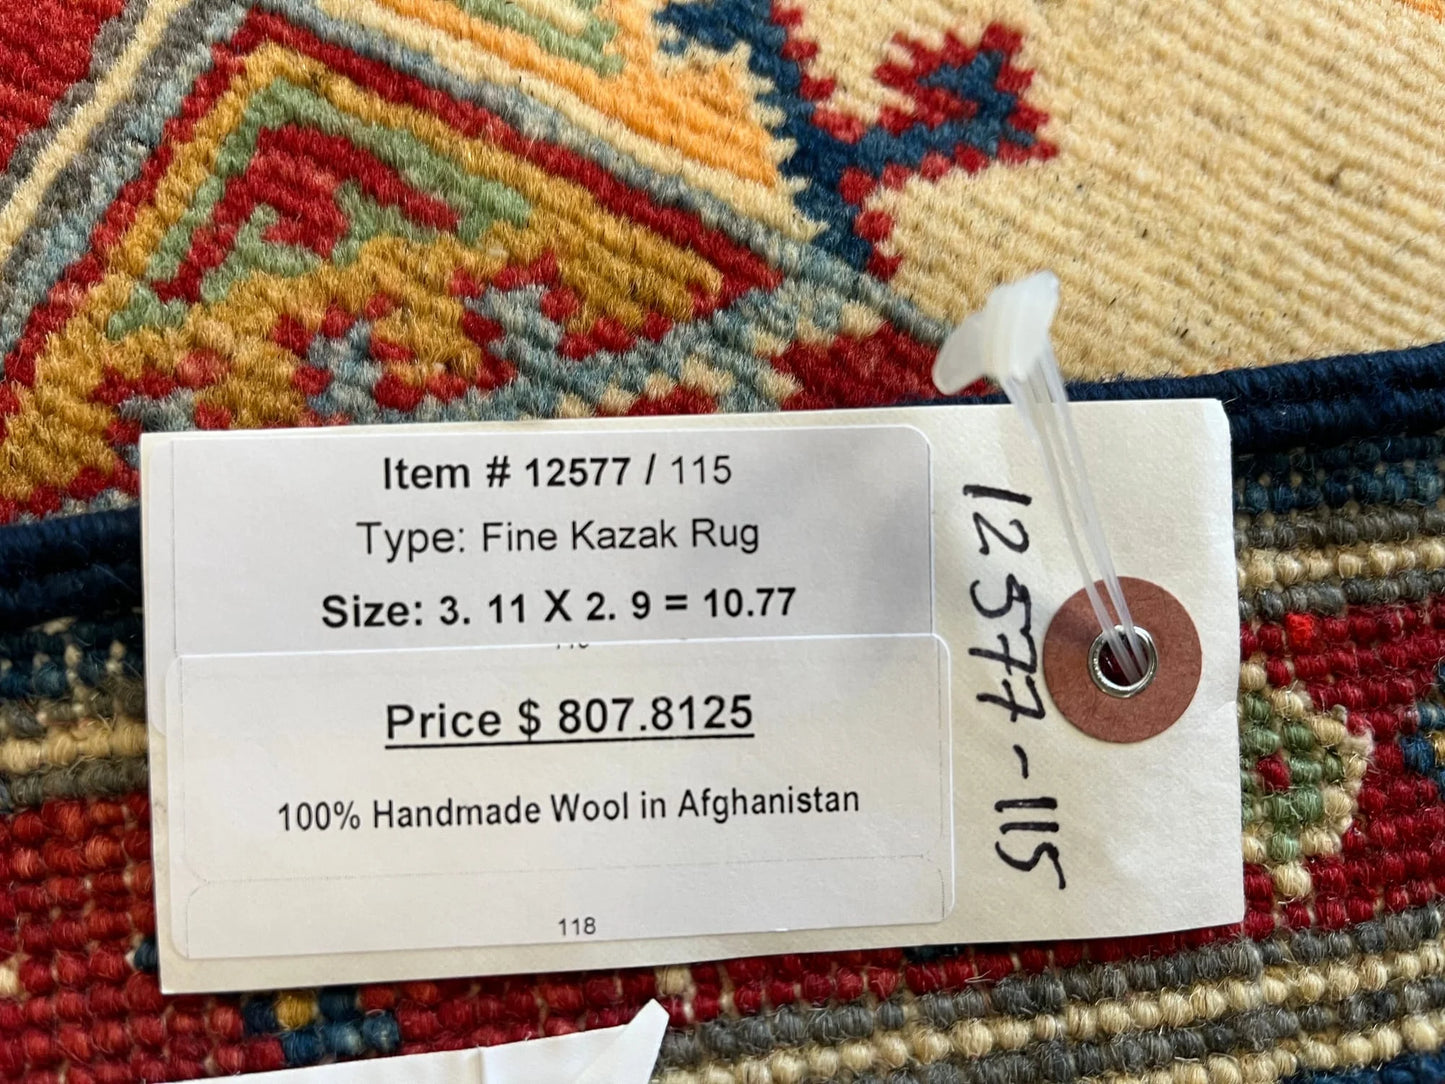 Item # 12577 / 115
Type: Fine Kazak Rug
Size: 3. 11 X 2. 9 = 10.77
Price $ 807.8125
100% Handmade Wool in Afghanistan
118
12577-115